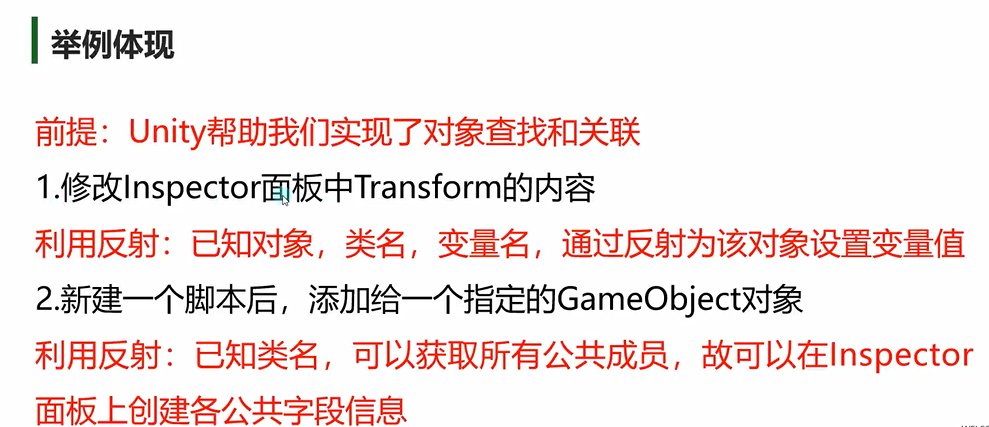 举例体现
前提：Unity帮助我们实现了对象查找和关联
1.修改Inspector面板中Transform的内容
利用反射：已知对象，类名，变量名，通过反射为该对象设置变量值
2.新建一个脚本后，添加给一个指定的GameObject对象
利用反射：已知类名，可以获取所有公共成员，故可以在Inspector
面板上创建各公共字段信息